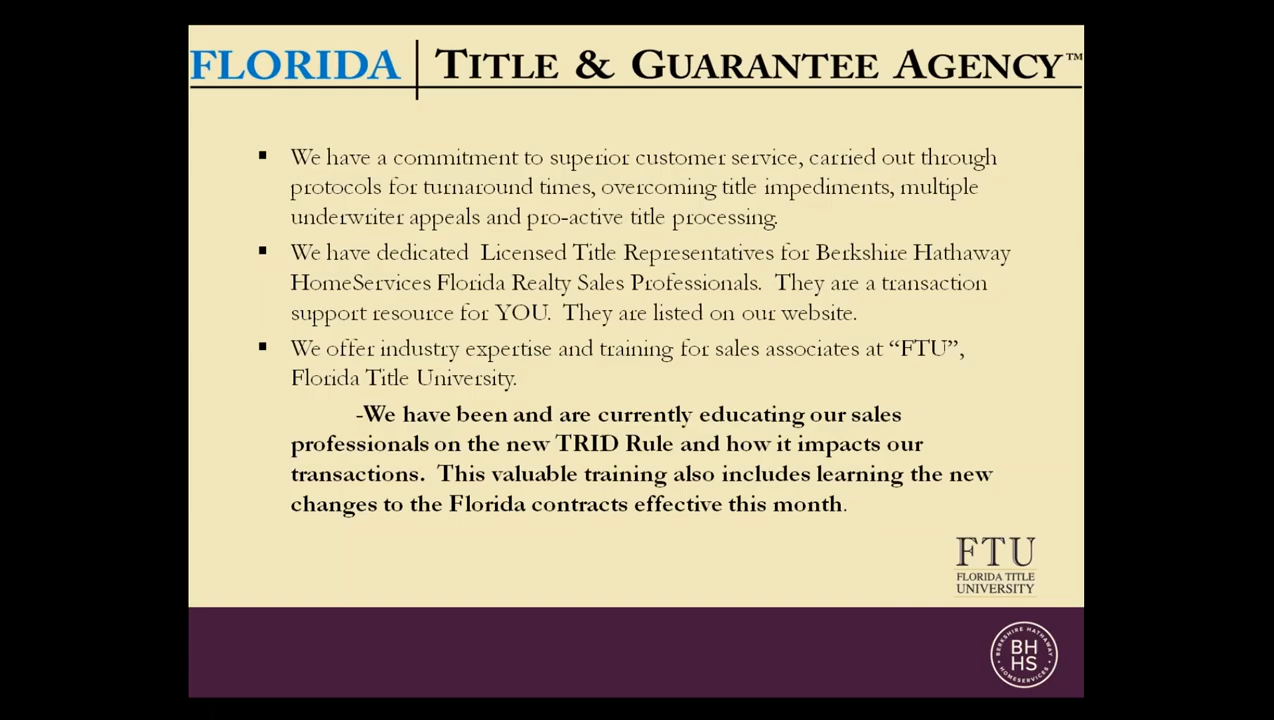 FLORIDA TITLE & GUARANTEE AGENCY™
▪ We have a commitment to superior customer service, carried out through
protocols for turnaround times, overcoming title impediments, multiple
underwriter appeals and pro-active title processing.
▪ We have dedicated Licensed Title Representatives for Berkshire Hathaway
HomeServices Florida Realty Sales Professionals. They are a transaction
support resource for YOU. They are listed on our website.
▪ We offer industry expertise and training for sales associates at “FTU”,
Florida Title University.
-We have been and are currently educating our sales
professionals on the new TRID Rule and how it impacts our
transactions. This valuable training also includes learning the new
changes to the Florida contracts effective this month.
FTU
FLORIDA TITLE
UNIVERSITY
BERKSHIRE HATHAWAY
BH
HS
HOMESERVICES